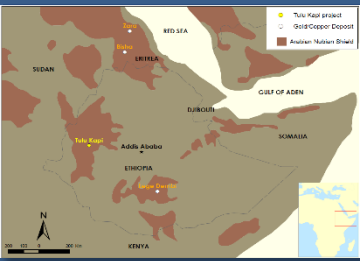 Zara
RED SEA
Tulu Kapi project
Gold/Copper Deposit
Arabian Nubian Shield
Bisha
ERITREA
SUDAN
GULF OF ADEN
DJIBOUTI
SOMALIA
Tulu Kapi
Addis Ababa
ETHIOPIA
Lega Dembi
N
KENYA